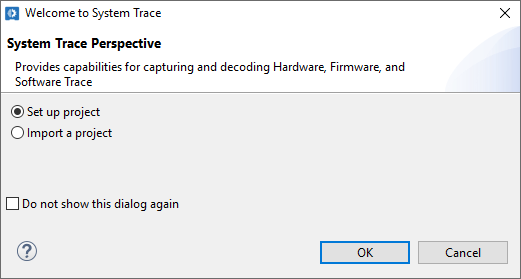 Welcome to System Trace
System Trace Perspective
Provides capabilities for capturing and decoding Hardware, Firmware, and
Software Trace
Set up project
Import a project
Do not show this dialog again
?
OK
Cancel